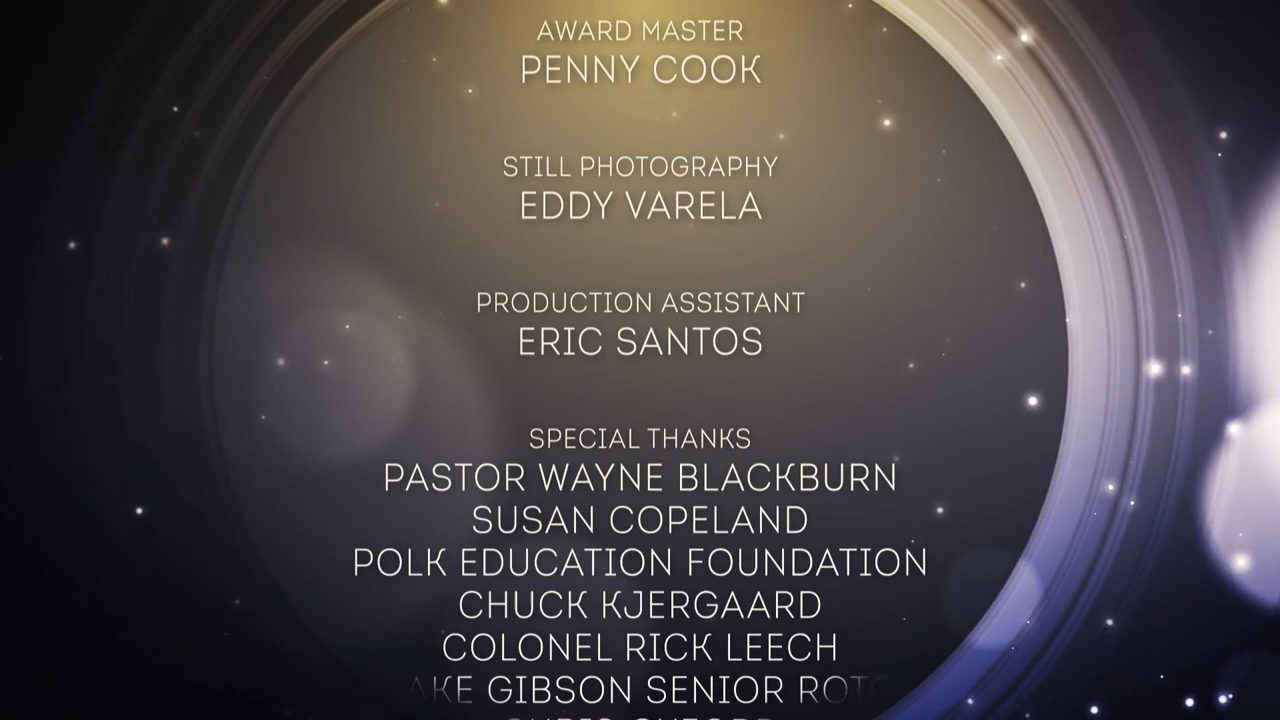 AWARD MASTER
PENNY COOK
STILL PHOTOGRAPHY
EDDY VARELA
PRODUCTION ASSISTANT
ERIC SANTOS
SPECIAL THANKS
PASTOR WAYNE BLACKBURN
SUSAN COPELAND
POLK EDUCATION FOUNDATION
CHUCK KJERGAARD
COLONEL RICK LEECH
GIBSON SENIOR